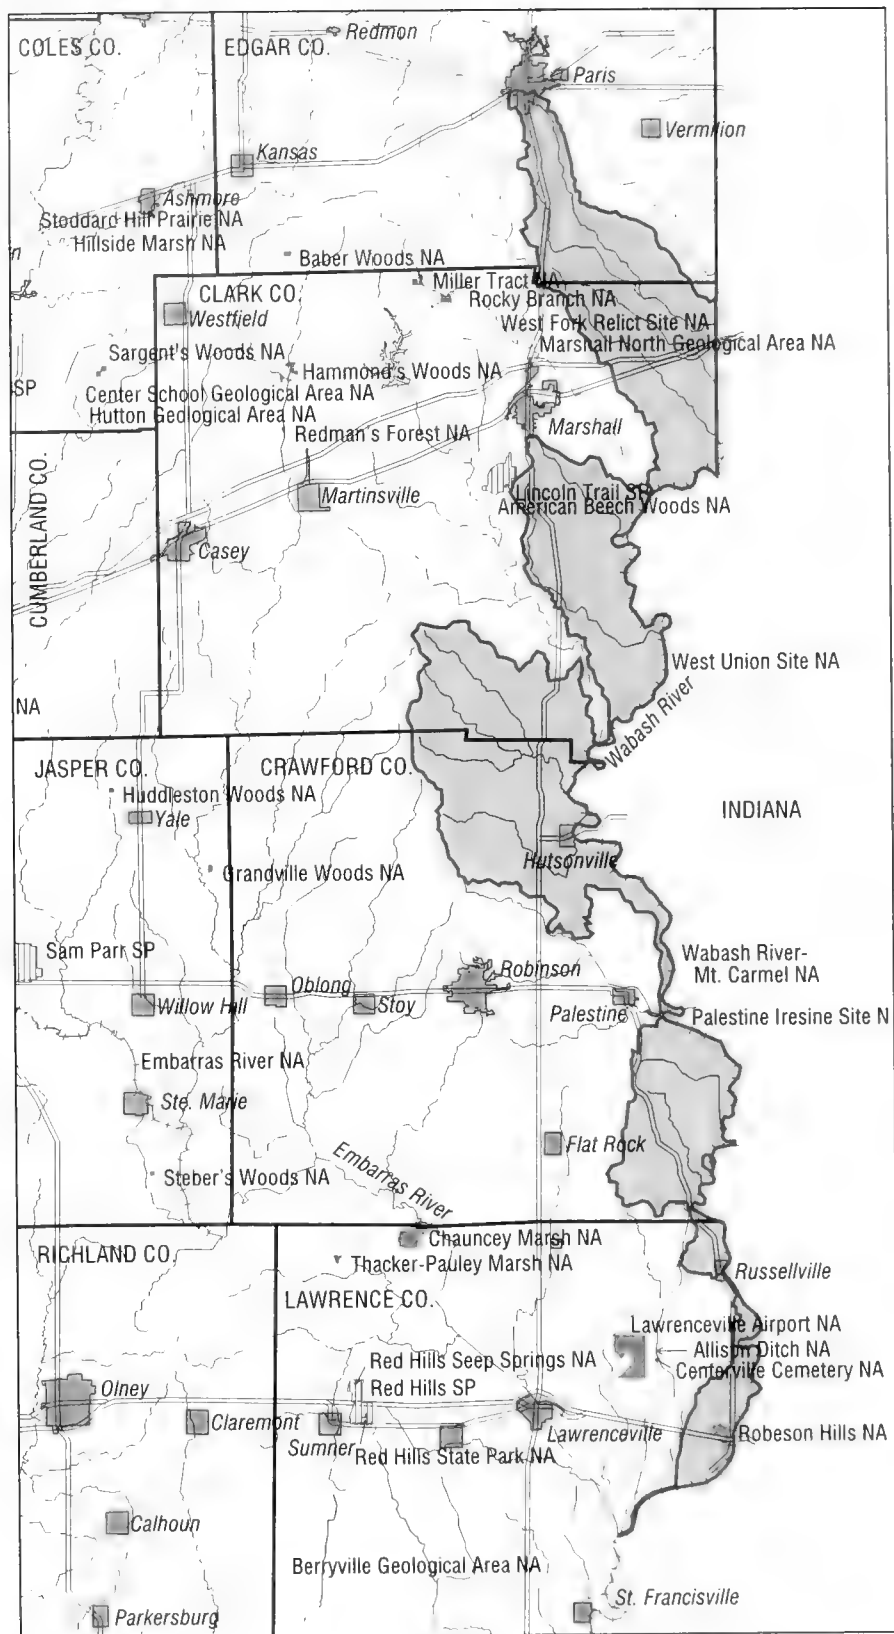 Redmon
COLES CO.
EDGAR CO.
Paris
Vermilion
Kansas
Ashmore
Stoddard Hill Prairie NA
Hillside Marsh NA
Baber Woods NA
Miller Tract NA
CLARK CO.
Rocky Branch NA
Westfield
West Fork Relict Site NA
Marshall North Geological Area NA
Sargent's Woods NA
Hammond's Woods NA
SP
Center School Geological Area NA
Hutton Geological Area NA
Marshall
Redman's Forest NA
CUMBERLAND CO.
Martinsville
Lincoln Trail SP
American Beech Woods NA
Casey
West Union Site NA
NA
Wabash River
JASPER CO.
CRAWFORD CO.
Huddleston Woods NA
Yale
INDIANA
Hutsonville
Grandville Woods NA
Sam Parr SP
Wabash River-
Mt. Carmel NA
Robinson
Oblong
Willow Hill
Stoy
Palestine
Palestine Iresine Site N
Embarras River NA
Ste. Marie
Flat Rock
Steber's Woods NA
Embarras River
Chauncey Marsh NA
RICHLAND CO.
Thacker-Pauley Marsh NA
Russellville
LAWRENCE CO.
Lawrenceville Airport NA
Allison Ditch NA
Red Hills Seep Springs NA
Centerville Cemetery NA
Olney
Red Hills SP
Claremont
Sumner
Lawrenceville
Robeson Hills NA
Red Hills State Park NA
Calhoun
Berryville Geological Area NA
St. Francisville
Parkersburg